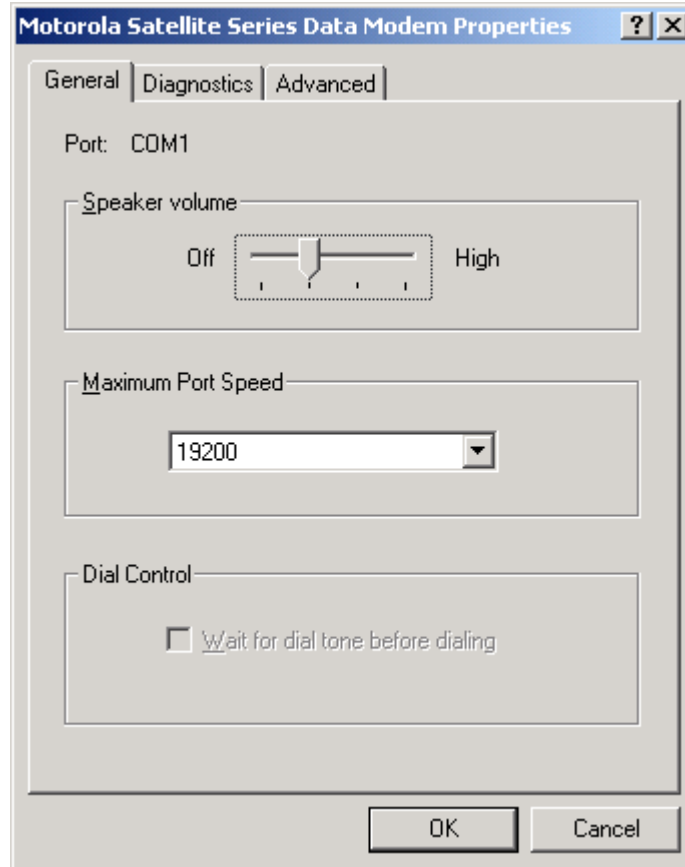 Motorola Satellite Series Data Modem Properties ? X
General Diagnostics Advanced
Port: COM1
Speaker volume
Off High
Maximum Port Speed
19200
Dial Control
Wait for dial tone before dialing
OK Cancel